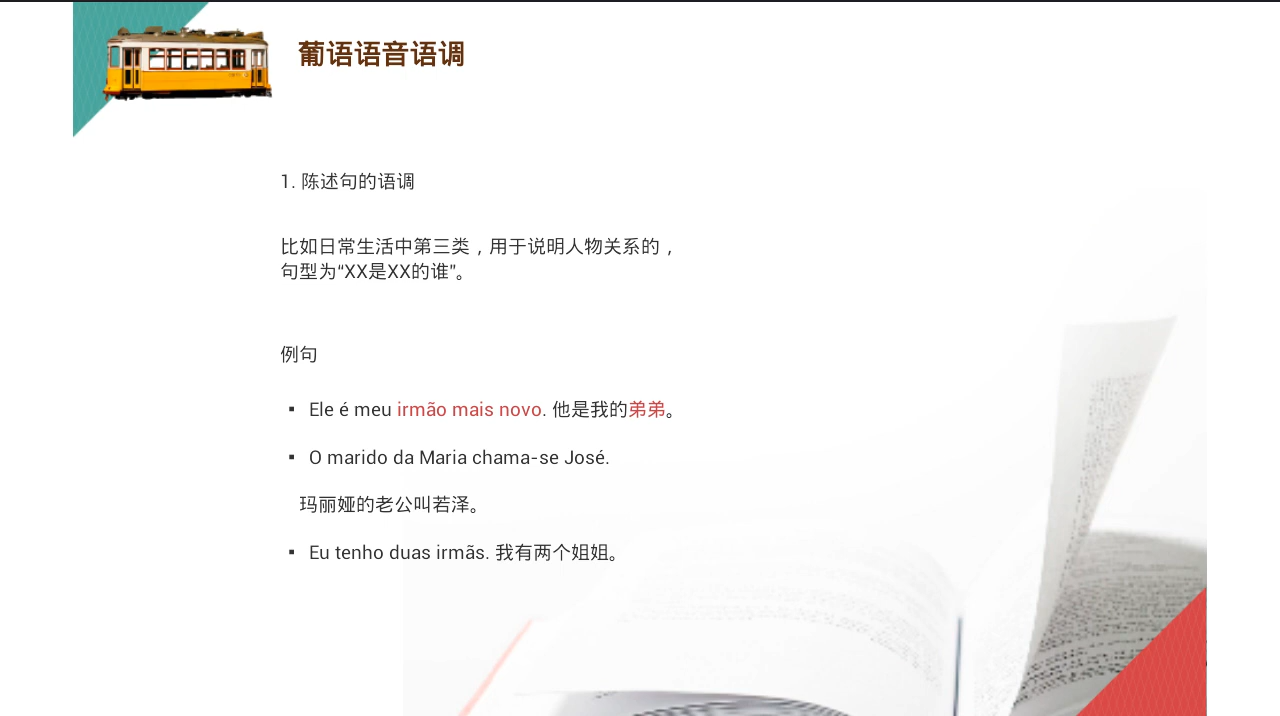 葡语语音语调
1. 陈述句的语调
比如日常生活中第三类，用于说明人物关系的，
句型为“XX是XX的谁”。
例句
▪ Ele é meu irmão mais novo. 他是我的弟弟。
▪ O marido da Maria chama-se José.
玛丽娅的老公叫若泽。
▪ Eu tenho duas irmãs. 我有两个姐姐。